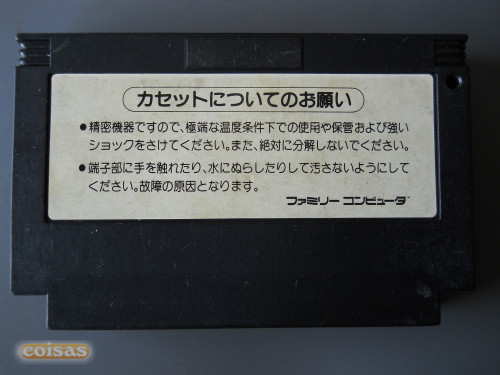 カセットについてのお願い
●精密機器ですので、極端な温度条件下での使用や保管および強い
ショックをさけてください。また、絶対に分解しないでください。
●端子部に手を触れたり、水にぬらしたりして汚さないようにして
ください。故障の原因となります。
ファミリーコンピュータ™
coisas